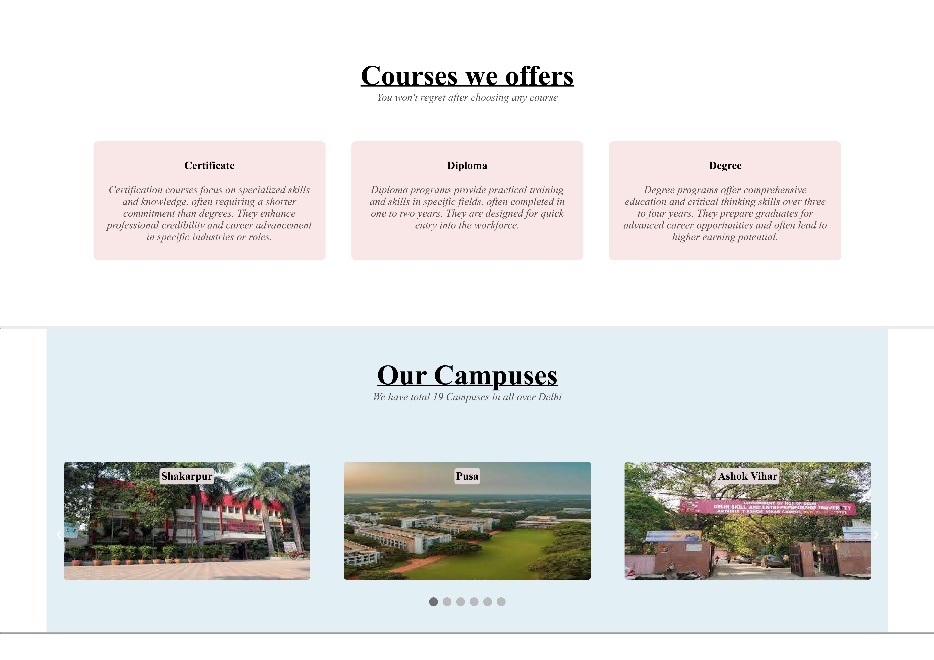 Courses we offers
You won't regret after choosing any course
Certificate
Certification courses focus on specialized skills
and knowledge, often requiring a shorter
commitment than degrees. They enhance
professional credibility and career advancement
in specific industries or roles.
Diploma
Diploma programs provide practical training
and skills in specific fields, often completed in
one to two years. They are designed for quick
entry into the workforce.
Degree
Degree programs offer comprehensive
education and critical thinking skills over three
to four years. They prepare graduates for
advanced career opportunities and often lead to
higher earning potential.
Our Campuses
We have total 19 Campuses in all over Delhi
Shakarpur
Pusa
Ashok Vihar
DELHI SKILL AND ENTREPRENEURSHIP UNIVERSITY